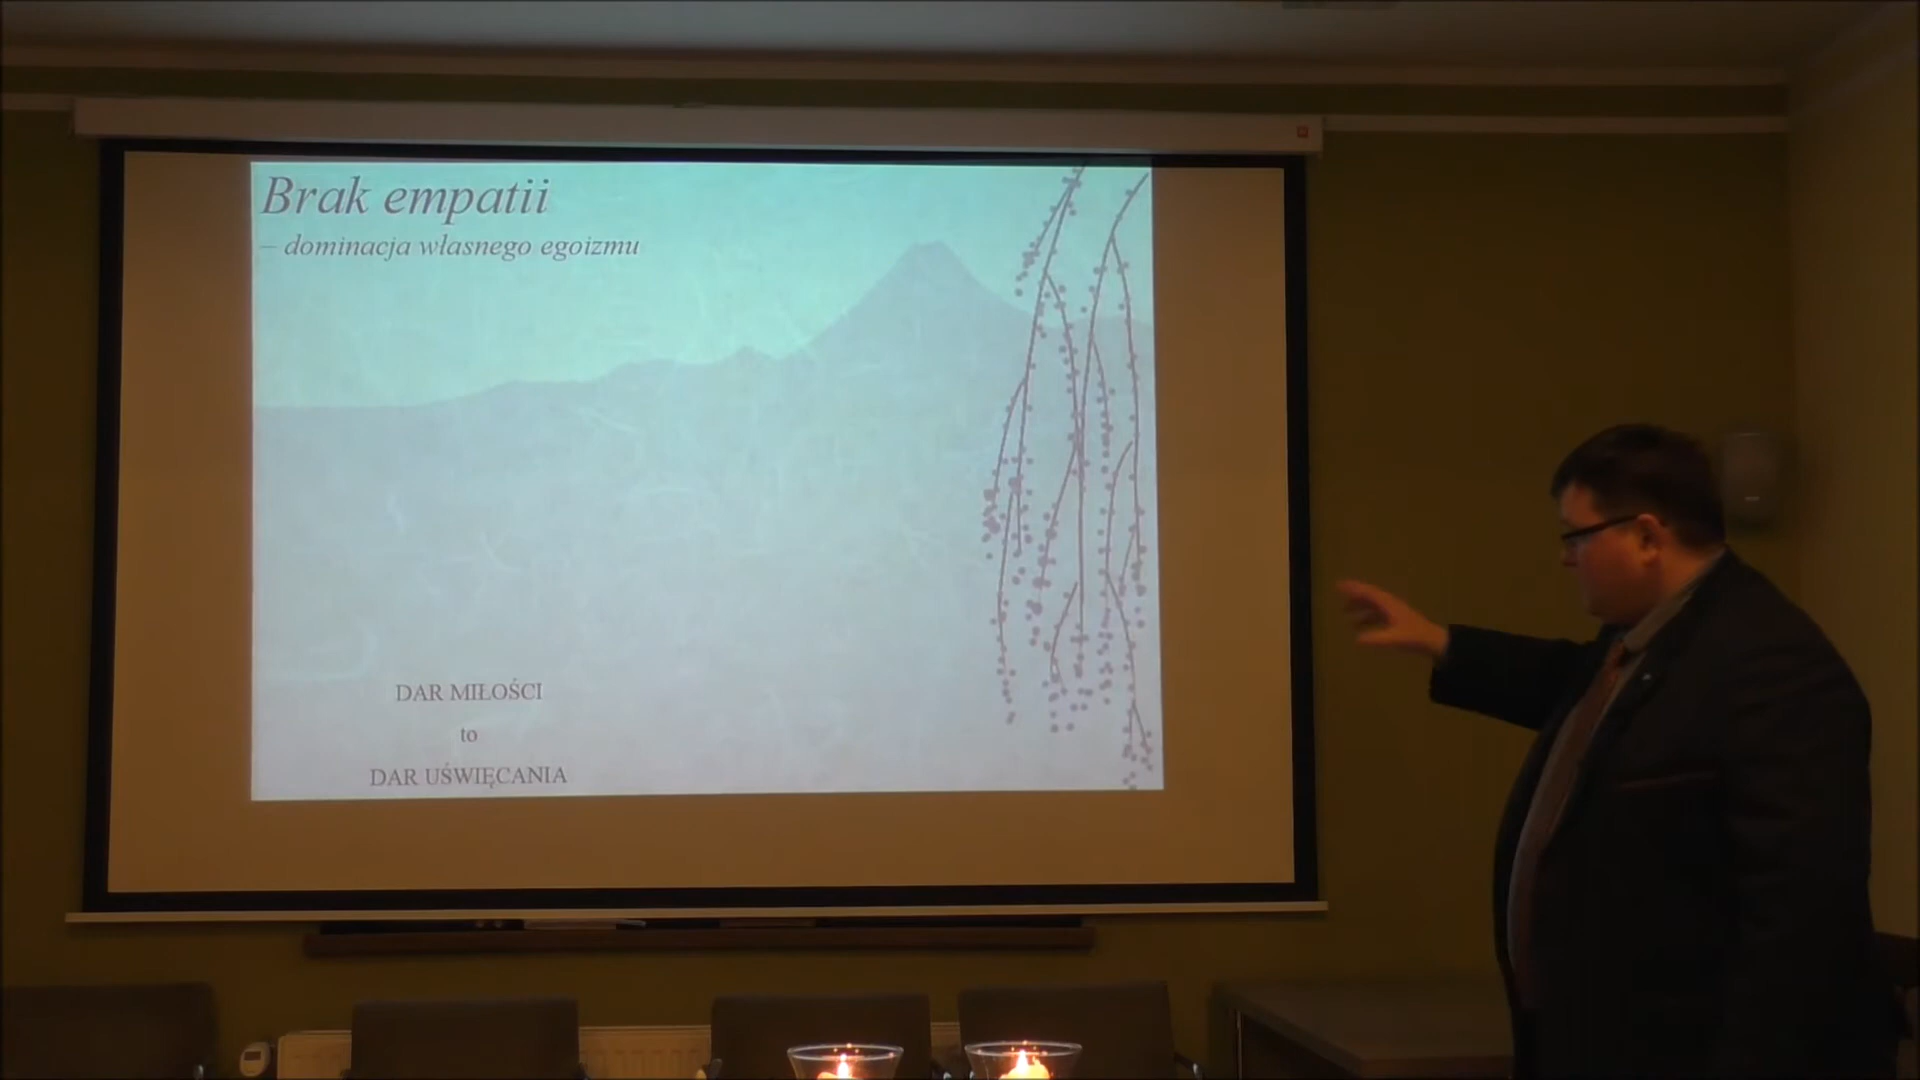 Brak empatii
– dominacja własnego egoizmu
DAR MIŁOŚCI
to
DAR UŚWIĘCANIA